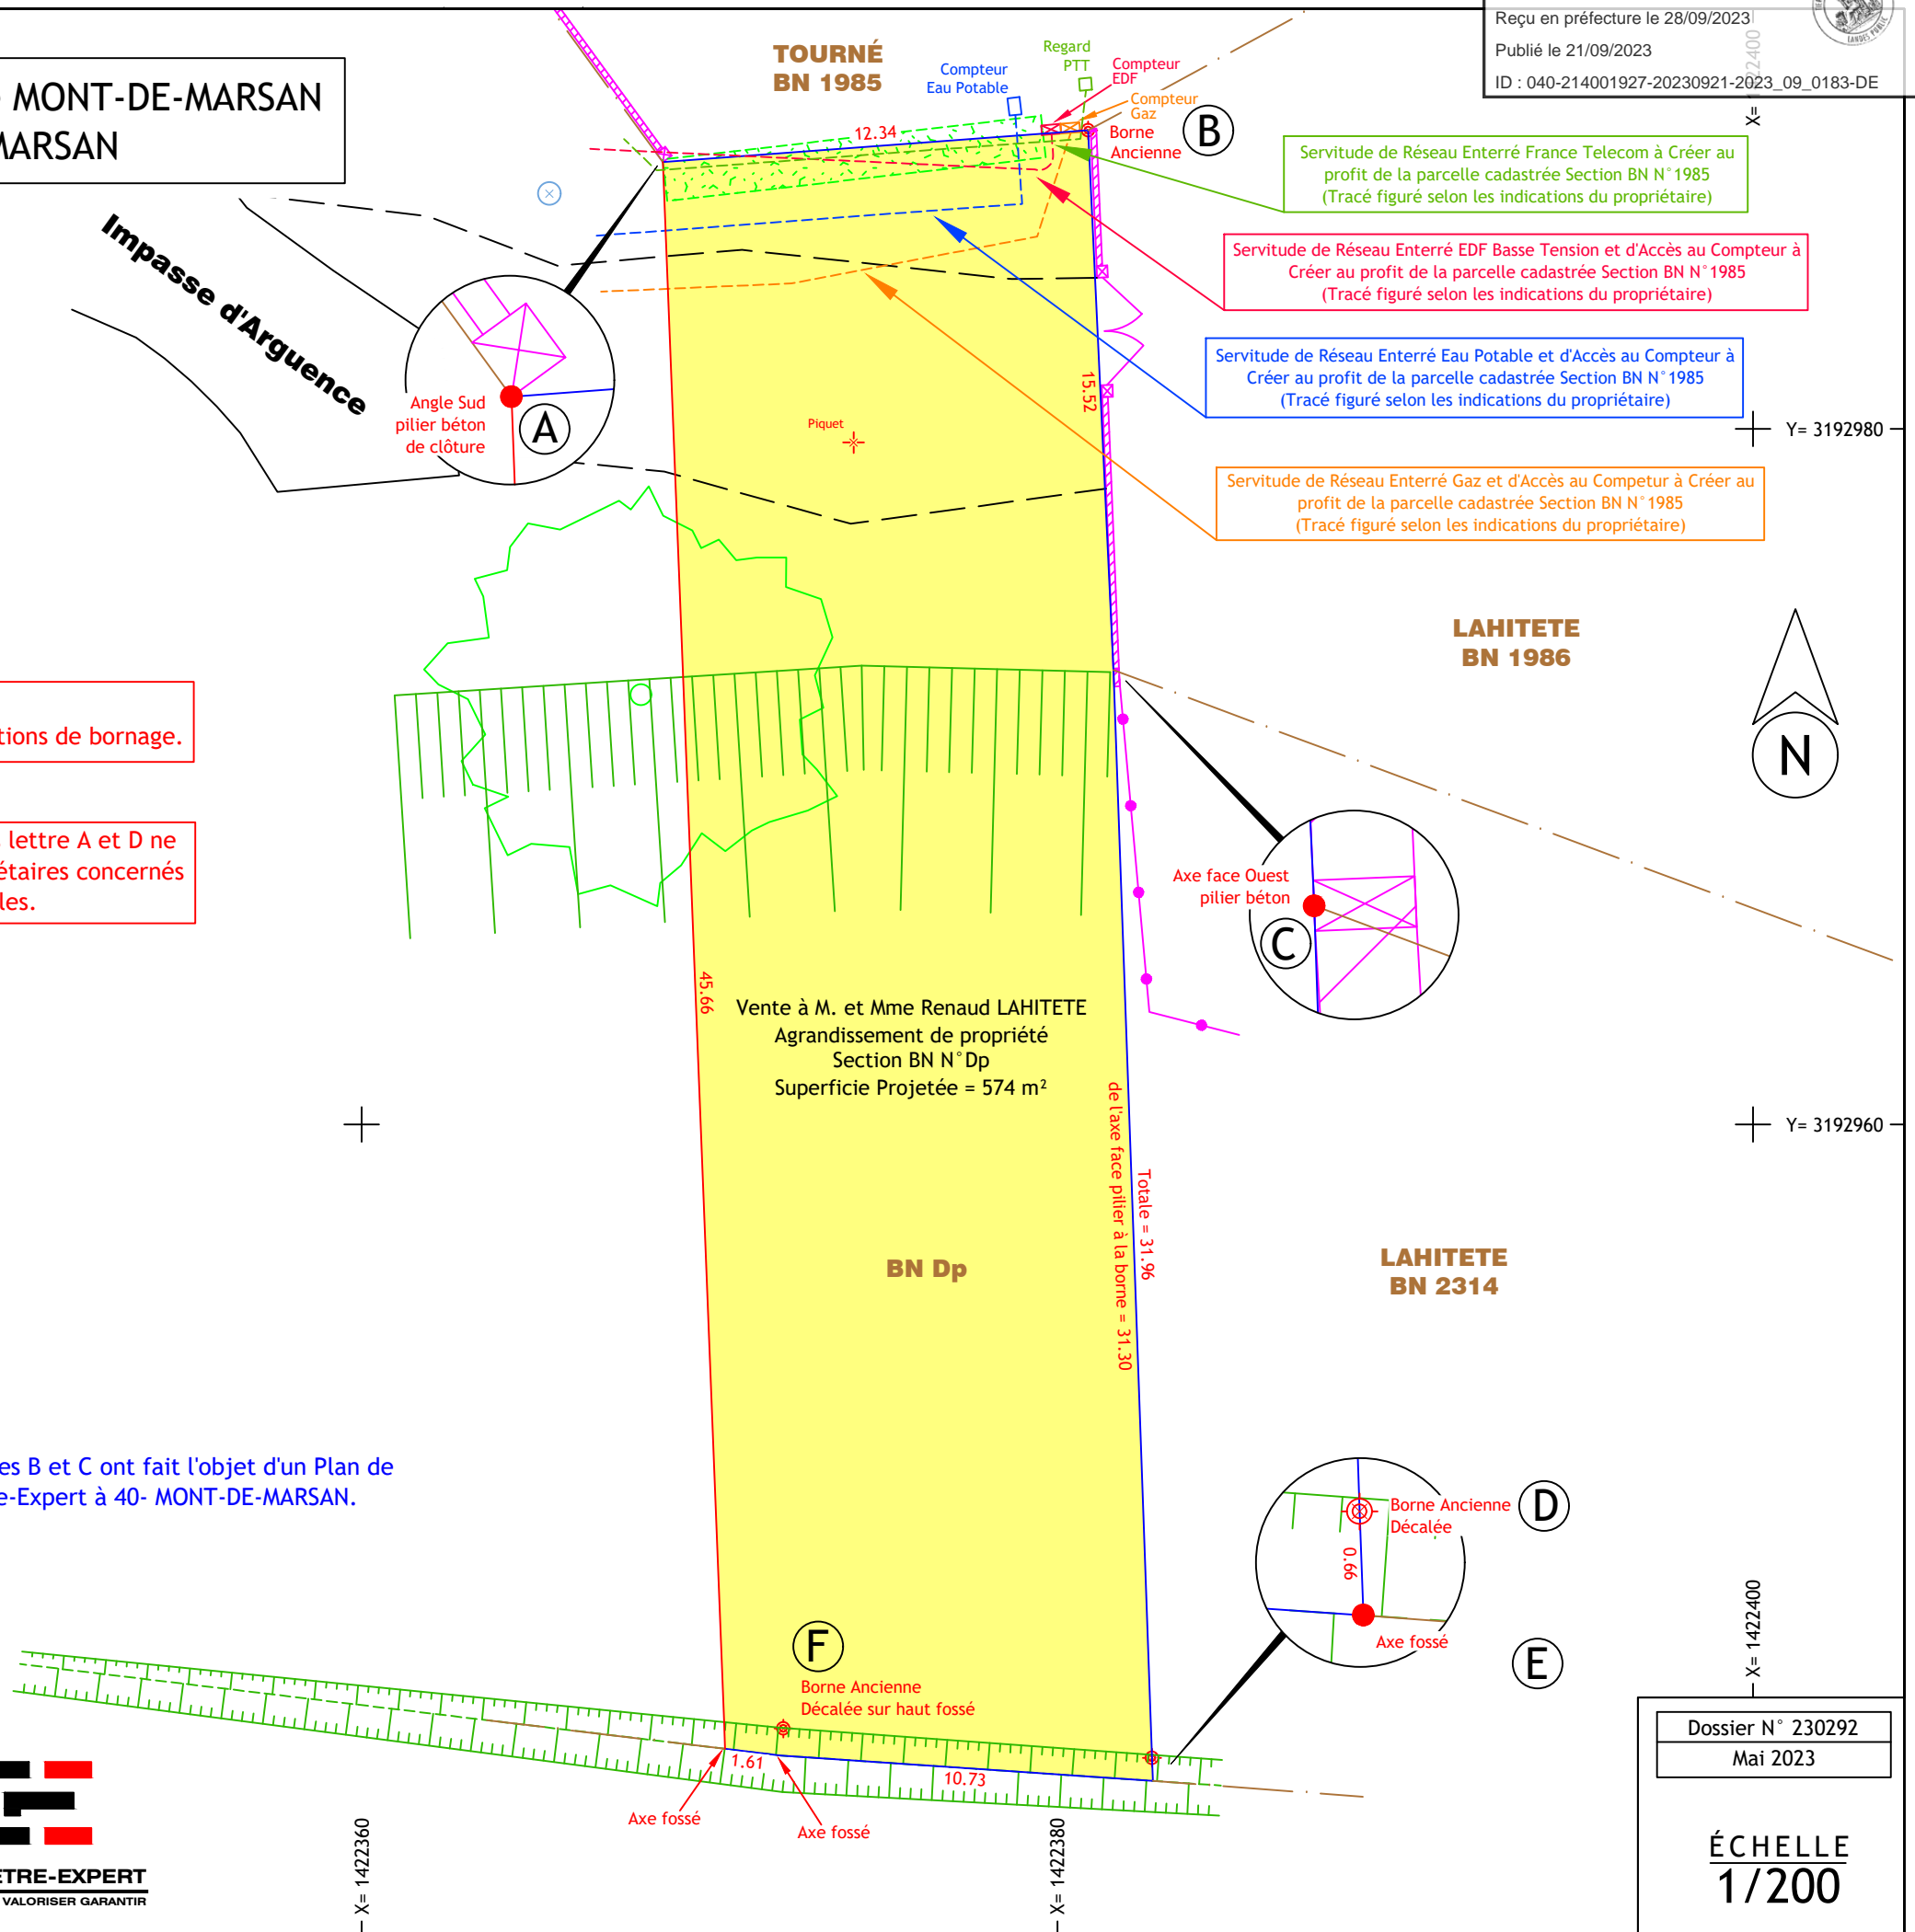 Reçu en préfecture le 28/09/2023
Publié le 21/09/2023
ID : 040-214001927-20230921-2023_09_0183-DE
X= 1422400
MONT-DE-MARSAN
MARSAN
TOURNÉ
BN 1985
Regard
PTT
Compteur
EDF
Compteur
Eau Potable
Compteur
Gaz
Borne
Ancienne
B
12.34
Servitude de Réseau Enterré France Telecom à Créer au
profit de la parcelle cadastrée Section BN N°1985
(Tracé figuré selon les indications du propriétaire)
Servitude de Réseau Enterré EDF Basse Tension et d'Accès au Compteur à
Créer au profit de la parcelle cadastrée Section BN N°1985
(Tracé figuré selon les indications du propriétaire)
Servitude de Réseau Enterré Eau Potable et d'Accès au Compteur à
Créer au profit de la parcelle cadastrée Section BN N°1985
(Tracé figuré selon les indications du propriétaire)
Servitude de Réseau Enterré Gaz et d'Accès au Competur à Créer au
profit de la parcelle cadastrée Section BN N°1985
(Tracé figuré selon les indications du propriétaire)
Impasse d'Arguence
Angle Sud
pilier béton
de clôture
A
Piquet
15.52
Y= 3192980
LAHITETE
BN 1986
N
tions de bornage.
lettre A et D ne
étaires concernés
les.
Axe face Ouest
pilier béton
C
45.66
Vente à M. et Mme Renaud LAHITETE
Agrandissement de propriété
Section BN N°Dp
Superficie Projetée = 574 m²
de l'axe face pilier à la borne = 31.30
Totale = 31.96
Y= 3192960
BN Dp
LAHITETE
BN 2314
es B et C ont fait l'objet d'un Plan de
e-Expert à 40- MONT-DE-MARSAN.
Borne Ancienne
Décalée
D
0.66
Axe fossé
E
F
Borne Ancienne
Décalée sur haut fossé
1.61
10.73
Axe fossé
Axe fossé
X= 1422360
X= 1422380
X= 1422400
ÈTRE-EXPERT
VALORISER GARANTIR
Dossier N° 230292
Mai 2023
ÉCHELLE
1/200